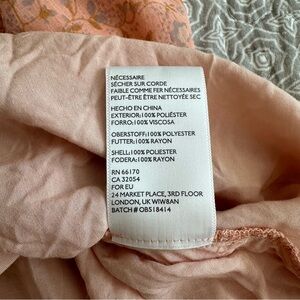 NÉCESSAIRE
SÉCHER SUR CORDE
FAIBLE COMME FER NÉCESSAIRES
PEUT-ÊTRE ÊTRE NETTOYÉE SEC
HECHO EN CHINA
EXTERIOR:100% POLIÉSTER
FORRO:100% VISCOSA
OBERSTOFF:100% POLYESTER
FUTTER:100% RAYON
SHELL:100% POLIESTER
FODERA:100% RAYON
RN 66170
CA 32054
FOR EU
24 MARKET PLACE, 3RD FLOOR
LONDON, UK W1W8AN
BATCH# OB518414